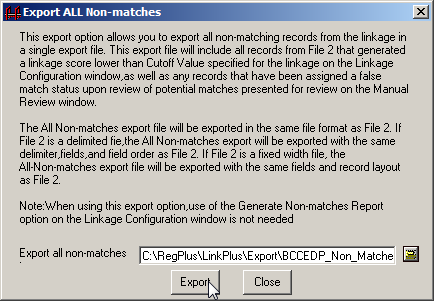 Export ALL Non-matches
This export option allows you to export all non-matching records from the linkage in
a single export file. This export file will include all records from File 2 that generated
a linkage score lower than Cutoff Value specified for the linkage on the Linkage
Configuration window,as well as any records that have been assigned a false
match status upon review of potential matches presented for review on the Manual
Review window.
The All Non-matches export file will be exported in the same file format as File 2. If
File 2 is a delimited fie,the All Non-matches export will be exported with the same
delimiter,fields,and field order as File 2. If File 2 is a fixed width file, the
All-Non-matches export file will be exported with the same fields and record layout
as File 2.
Note:When using this export option,use of the Generate Non-matches Report
option on the Linkage Configuration window is not needed
Export all non-matches C:\RegPlus\LinkPlus\Export\BCCEDP_Non_Matche
Export Close